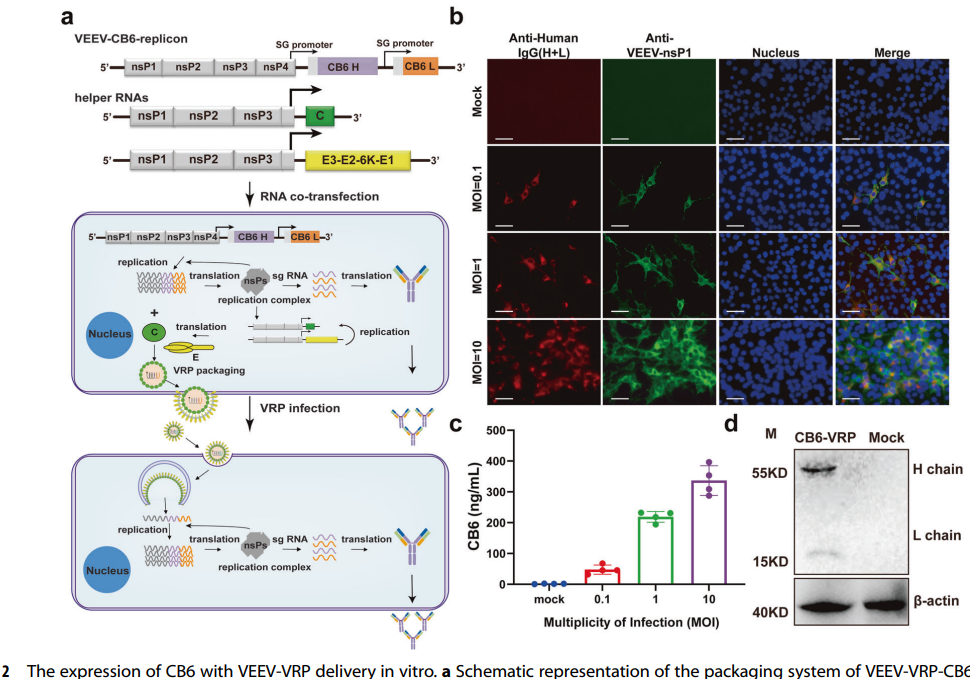 a
VEEV-CB6-replicon
SG promoter
SG promoter
5' nsP1 nsP2 nsP3 nsP4 CB6 H CB6 L 3'
helper RNAs
5' nsP1 nsP2 nsP3 C 3'
5' nsP1 nsP2 nsP3 E3-E2-6K-E1 3'
RNA co-transfection
5' nsP1 nsP2 nsP3 nsP4 CB6 H CB6 L 3'
replication
translation nsPs sg RNA translation
replication complex
+
Nucleus
C translation
E
replication
VRP packaging
VRP infection
replication
translation nsPs sg RNA translation
replication complex
Nucleus
b
Anti-Human
IgG(H+L)
Anti-
VEEV-nsP1
Nucleus
Merge
Mock
MOI=0.1
MOI=1
MOI=10
c
CB6 (ng/mL)
500
400
300
200
100
0
mock 0.1 1 10
Multiplicity of Infection (MOI)
d
M CB6-VRP Mock
55KD H chain
L chain
15KD
40KD β-actin
2 The expression of CB6 with VEEV-VRP delivery in vitro. a Schematic representation of the packaging system of VEEV-VRP-CB6